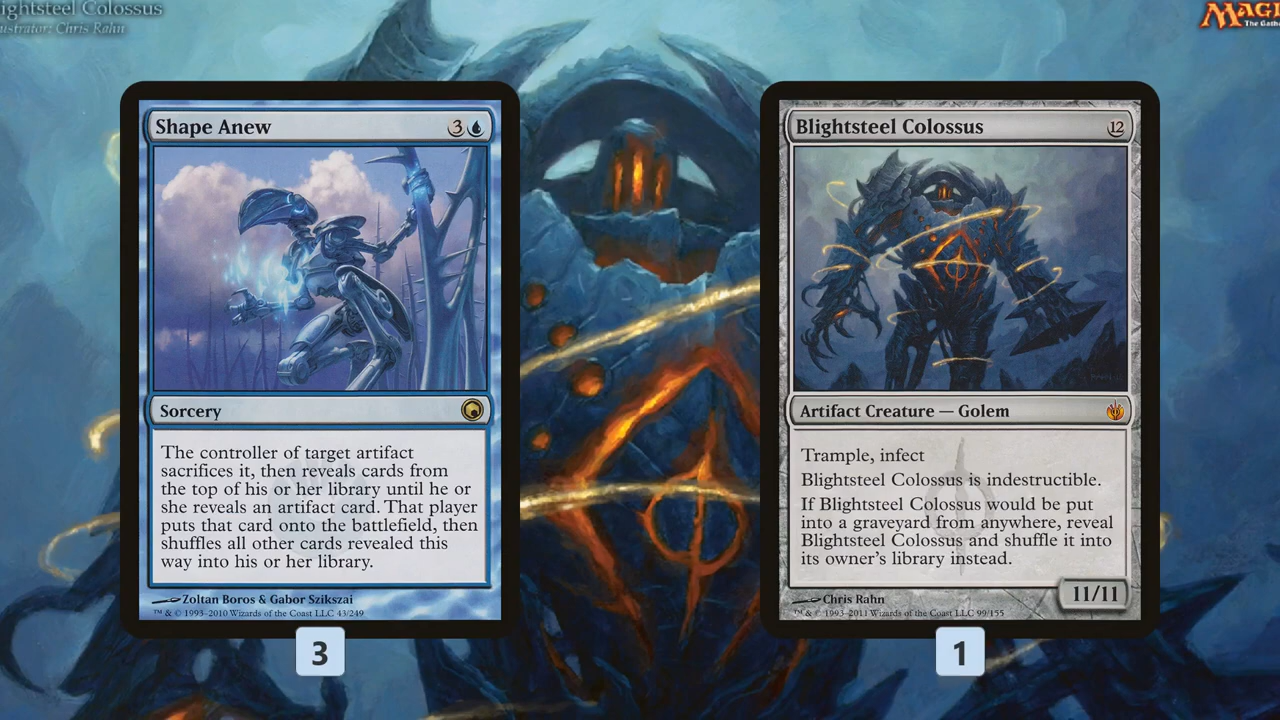 ightsteel Colossus
ustrator: Chris Rahn
MAGI
The Gath
Shape Anew
3
Sorcery
The controller of target artifact
sacrifices it, then reveals cards from
the top of his or her library until he or
she reveals an artifact card. That player
puts that card onto the battlefield, then
shuffles all other cards revealed this
way into his or her library.
Zoltan Boros & Gabor Szikszai
™ & © 1993–2010 Wizards of the Coast LLC 43/249
3
Blightsteel Colossus
12
Artifact Creature — Golem
Trample, infect
Blightsteel Colossus is indestructible.
If Blightsteel Colossus would be put
into a graveyard from anywhere, reveal
Blightsteel Colossus and shuffle it into
its owner's library instead.
11/11
Chris Rahn
™ & © 1993–2011 Wizards of the Coast LLC 99/155
1